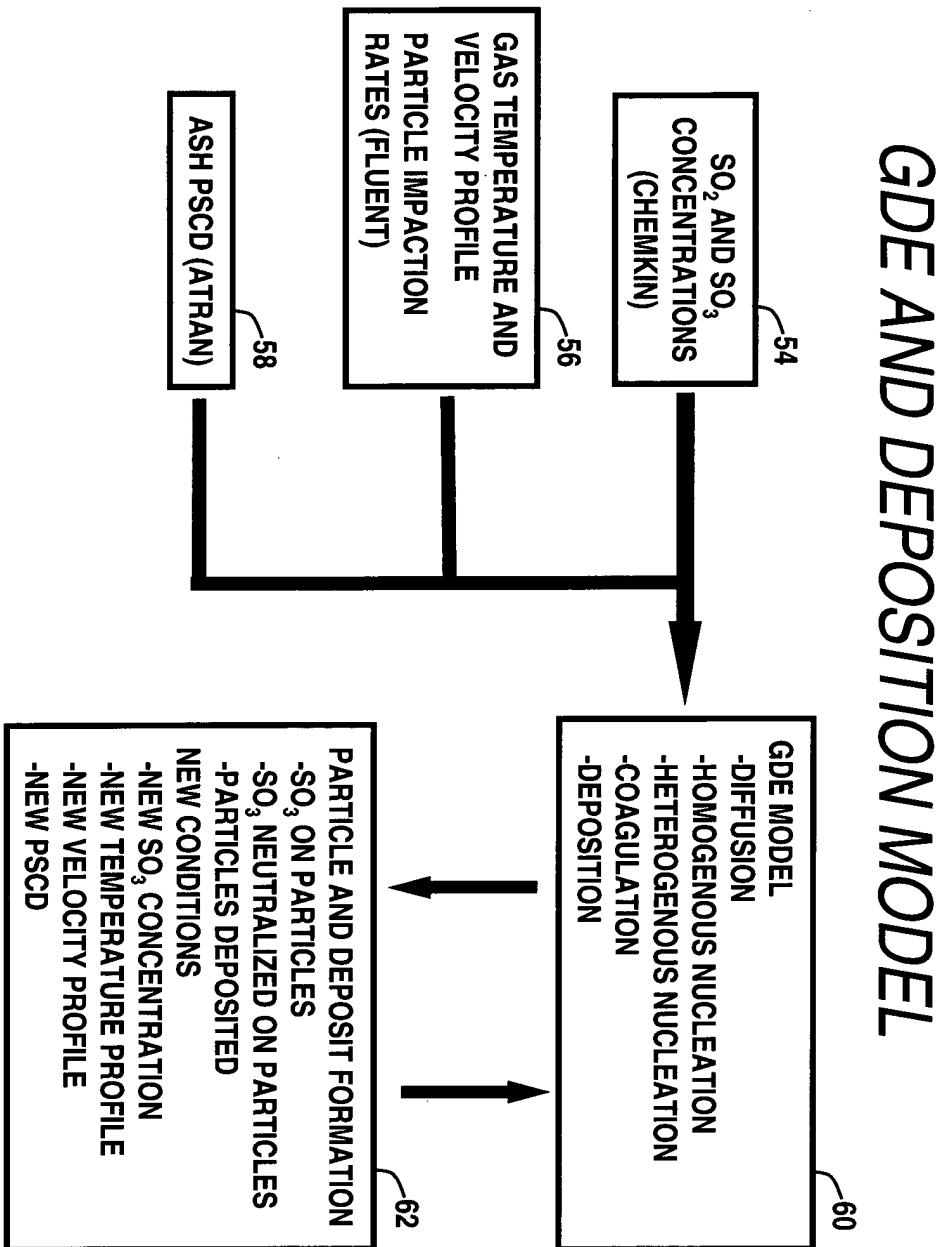 GDE AND DEPOSITION MODEL
SO₂ AND SO₃
CONCENTRATIONS
(CHEMKIN)
54
GAS TEMPERATURE AND
VELOCITY PROFILE
PARTICLE IMPACTION
RATES (FLUENT)
56
ASH PSCD (ATRAN)
58
GDE MODEL
-DIFFUSION
-HOMOGENOUS NUCLEATION
-HETEROGENOUS NUCLEATION
-COAGULATION
-DEPOSITION
60
PARTICLE AND DEPOSIT FORMATION
-SO₃ ON PARTICLES
-SO₃ NEUTRALIZED ON PARTICLES
-PARTICLES DEPOSITED
NEW CONDITIONS
-NEW SO₃ CONCENTRATION
-NEW TEMPERATURE PROFILE
-NEW VELOCITY PROFILE
-NEW PSCD
62